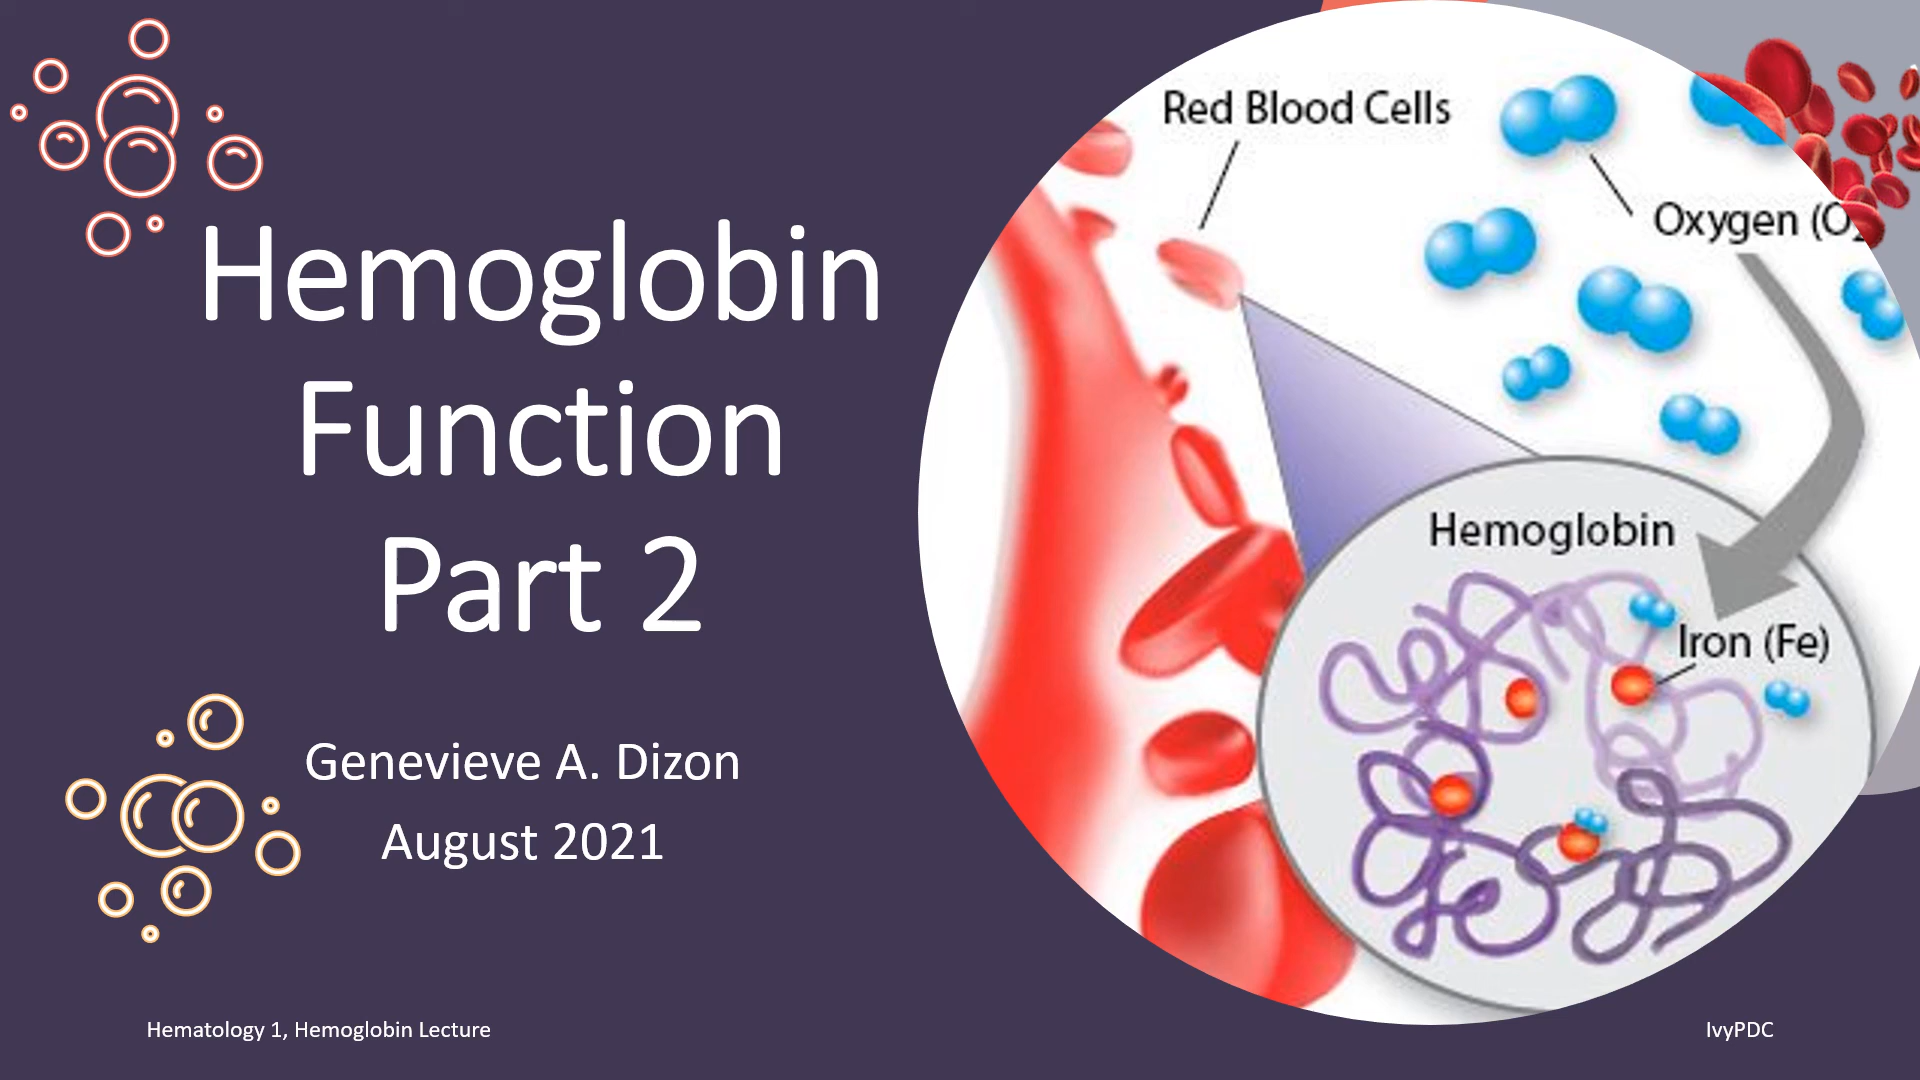 Hemoglobin
Function
Part 2
Genevieve A. Dizon
August 2021
Red Blood Cells
Oxygen (O₂
Hemoglobin
Iron (Fe)
Hematology 1, Hemoglobin Lecture
IvyPDC